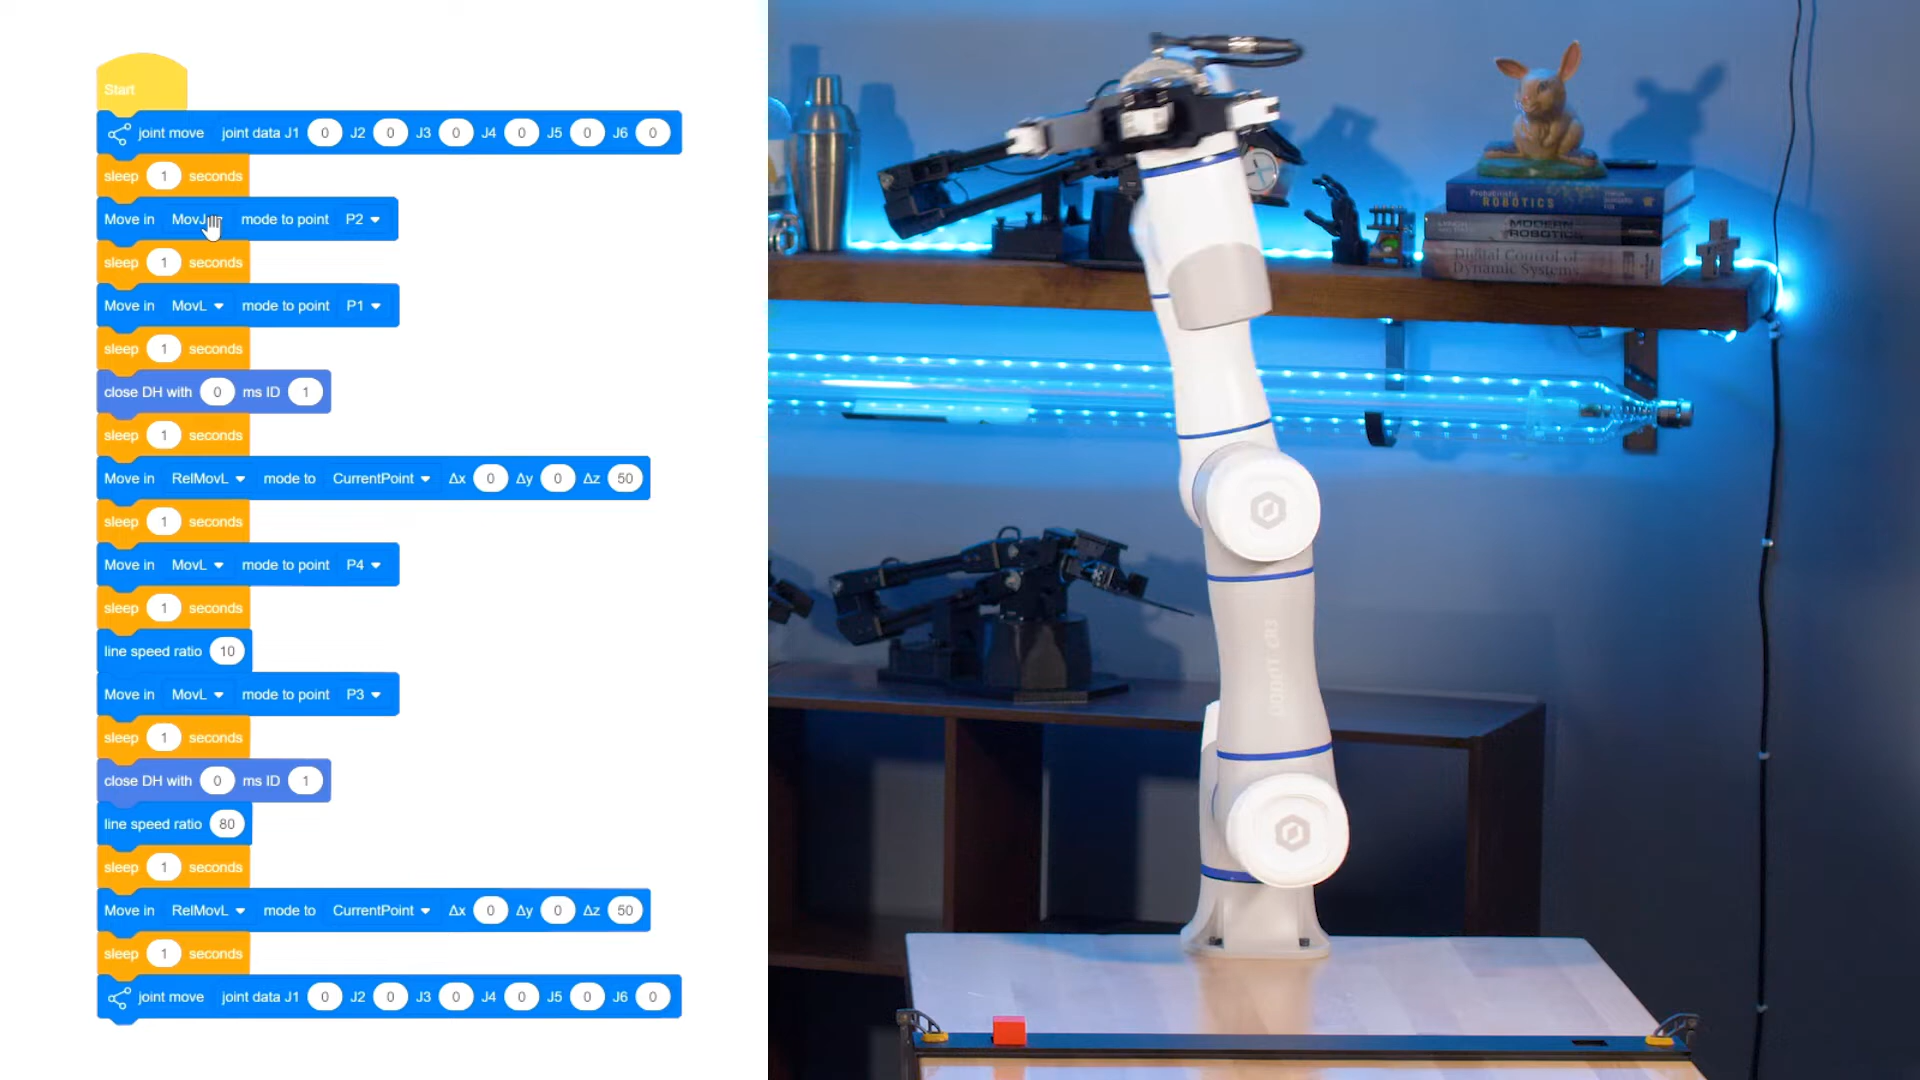 Start
joint move joint data J1 0 J2 0 J3 0 J4 0 J5 0 J6 0
sleep 1 seconds
Move in MovJ mode to point P2
sleep 1 seconds
Move in MovL mode to point P1
sleep 1 seconds
close DH with 0 ms ID 1
sleep 1 seconds
Move in RelMovL mode to CurrentPoint Δx 0 Δy 0 Δz 50
sleep 1 seconds
Move in MovL mode to point P4
sleep 1 seconds
line speed ratio 10
Move in MovL mode to point P3
sleep 1 seconds
close DH with 0 ms ID 1
line speed ratio 80
sleep 1 seconds
Move in RelMovL mode to CurrentPoint Δx 0 Δy 0 Δz 50
sleep 1 seconds
joint move joint data J1 0 J2 0 J3 0 J4 0 J5 0 J6 0
Probabilistic
ROBOTICS
MODERN
ROBOTICS
Digital Control of
Dynamic Systems